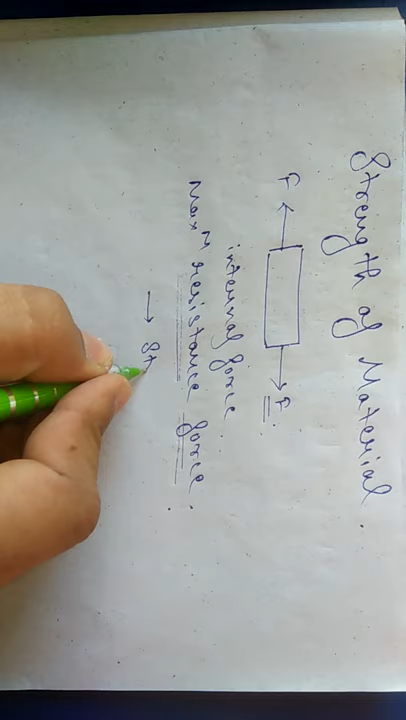 Strength of Material.
F F.
internal force.
Maxᵐ resistance force.
→ St